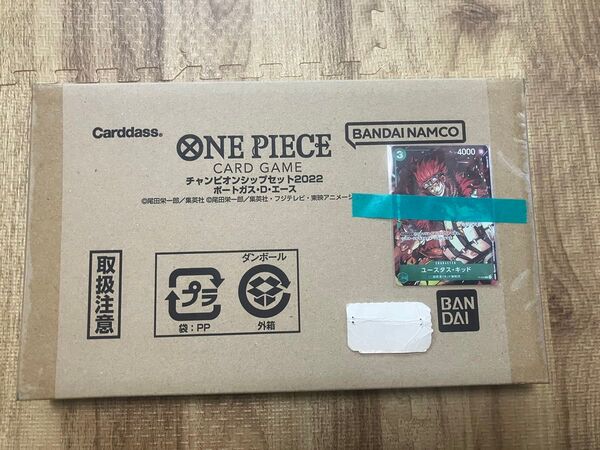 Carddass®
ONE PIECE
CARD GAME
BANDAI NAMCO
チャンピオンシップセット2022
ポートガス・D・エース
©尾田栄一郎/集英社 ©尾田栄一郎/集英社・フジテレビ・東映アニメーシ
3
4000
CHARACTER
ユースタス・キッド
取扱注意
プラ
袋:PP
ダンボール
外箱
BAN
DAI